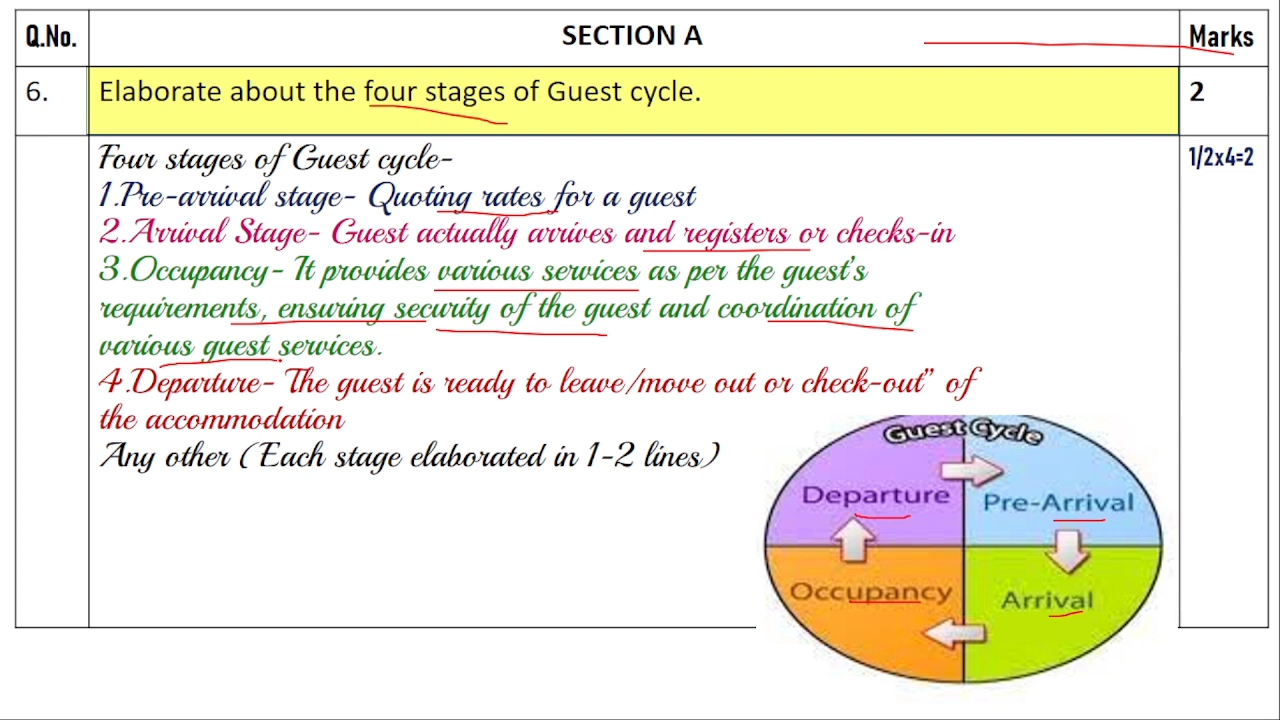 Q.No.
SECTION A
Marks
6.
Elaborate about the four stages of Guest cycle.
2
Four stages of Guest cycle-
1/2x4=2
1.Pre-arrival stage- Quoting rates for a guest
2.Arrival Stage- Guest actually arrives and registers or checks-in
3.Occupancy- It provides various services as per the guest's
requirements, ensuring security of the guest and coordination of
various guest services.
4.Departure- The guest is ready to leave/move out or check-out” of
the accommodation
Any other (Each stage elaborated in 1-2 lines)
Guest Cycle
Departure
Pre-Arrival
Occupancy
Arrival